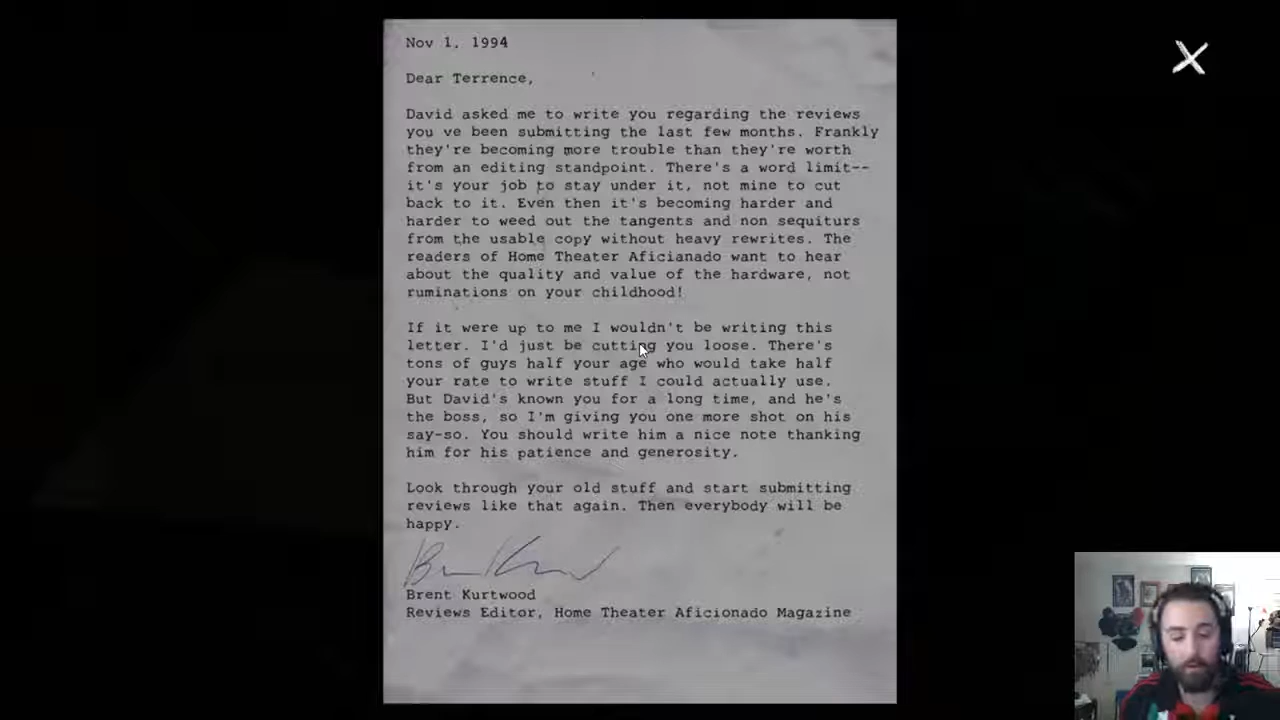 Nov 1, 1994
Dear Terrence,
David asked me to write you regarding the reviews
you ve been submitting the last few months. Frankly
they're becoming more trouble than they're worth
from an editing standpoint. There's a word limit--
it's your job to stay under it, not mine to cut
back to it. Even then it's becoming harder and
harder to weed out the tangents and non sequiturs
from the usable copy without heavy rewrites. The
readers of Home Theater Aficianado want to hear
about the quality and value of the hardware, not
ruminations on your childhood!
If it were up to me I wouldn't be writing this
letter. I'd just be cutting you loose. There's
tons of guys half your age who would take half
your rate to write stuff I could actually use.
But David's known you for a long time, and he's
the boss, so I'm giving you one more shot on his
say-so. You should write him a nice note thanking
him for his patience and generosity.
Look through your old stuff and start submitting
reviews like that again. Then everybody will be
happy.
Brent Kurtwood
Reviews Editor, Home Theater Aficionado Magazine